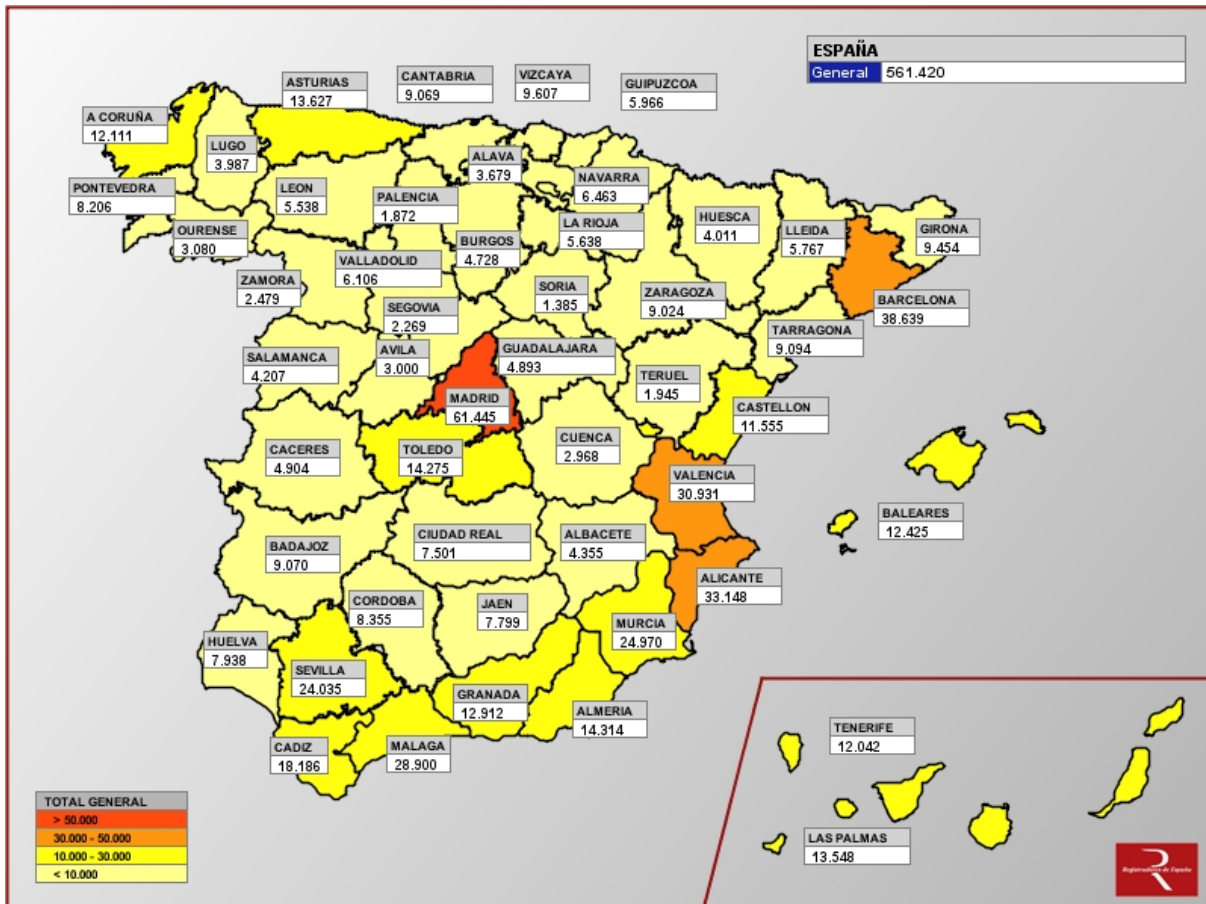 ESPAÑA
General 561.420
ASTURIAS
13.627
CANTABRIA
9.069
VIZCAYA
9.607
GUIPUZCOA
5.966
A CORUÑA
12.111
LUGO
3.987
ALAVA
3.679
NAVARRA
6.463
PONTEVEDRA
8.206
LEON
5.538
PALENCIA
1.872
LA RIOJA
5.638
HUESCA
4.011
LLEIDA
5.767
GIRONA
9.454
OURENSE
3.080
BURGOS
4.728
VALLADOLID
6.106
ZAMORA
2.479
SORIA
1.385
ZARAGOZA
9.024
BARCELONA
38.639
SEGOVIA
2.269
TARRAGONA
9.094
SALAMANCA
4.207
AVILA
3.000
GUADALAJARA
4.893
TERUEL
1.945
MADRID
61.445
CASTELLON
11.555
CACERES
4.904
TOLEDO
14.275
CUENCA
2.968
VALENCIA
30.931
BALEARES
12.425
BADAJOZ
9.070
CIUDAD REAL
7.501
ALBACETE
4.355
ALICANTE
33.148
CORDOBA
8.355
JAEN
7.799
MURCIA
24.970
HUELVA
7.938
SEVILLA
24.035
GRANADA
12.912
ALMERIA
14.314
CADIZ
18.186
MALAGA
28.900
TENERIFE
12.042
LAS PALMAS
13.548
TOTAL GENERAL
> 50.000
30.000 - 50.000
10.000 - 30.000
< 10.000
R
Registradores de España